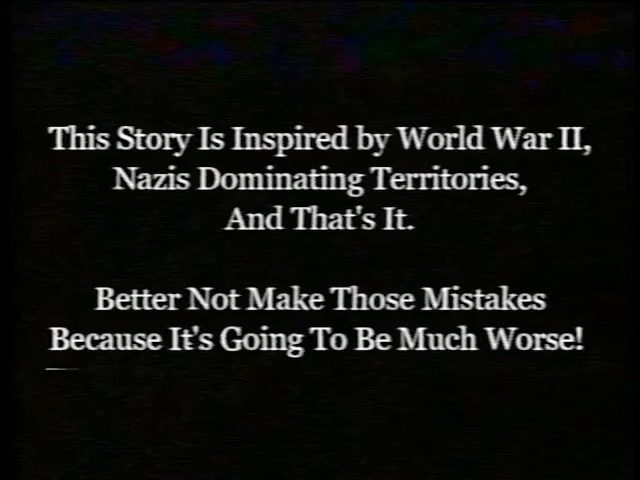 This Story Is Inspired by World War II,
Nazis Dominating Territories,
And That's It.
Better Not Make Those Mistakes
Because It's Going To Be Much Worse!